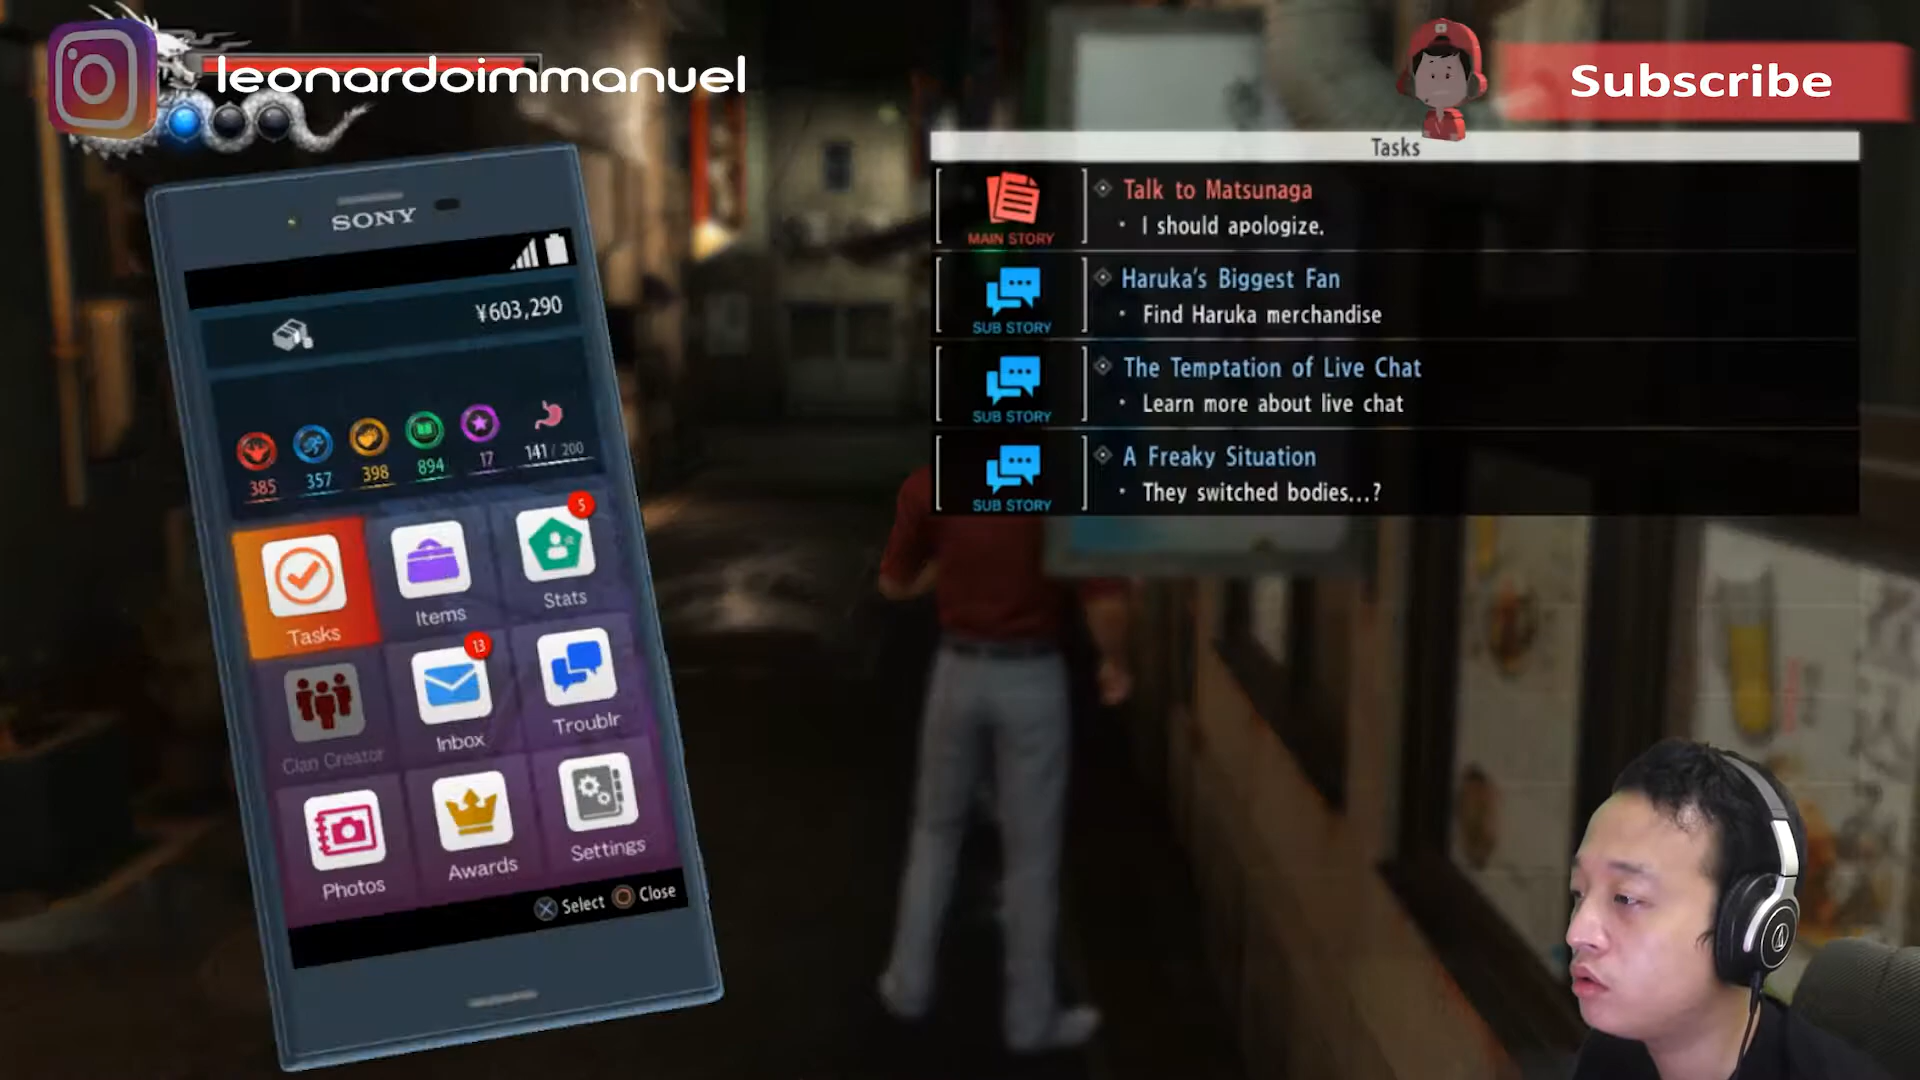 leonardoimmanuel
Subscribe
SONY
¥603,290
385
357
398
894
17
141 / 200
5
Tasks
Items
Stats
13
Clan Creator
Inbox
Troublr
Photos
Awards
Settings
Select
Close
Tasks
MAIN STORY
Talk to Matsunaga
· I should apologize.
SUB STORY
Haruka's Biggest Fan
· Find Haruka merchandise
SUB STORY
The Temptation of Live Chat
· Learn more about live chat
SUB STORY
A Freaky Situation
· They switched bodies...?